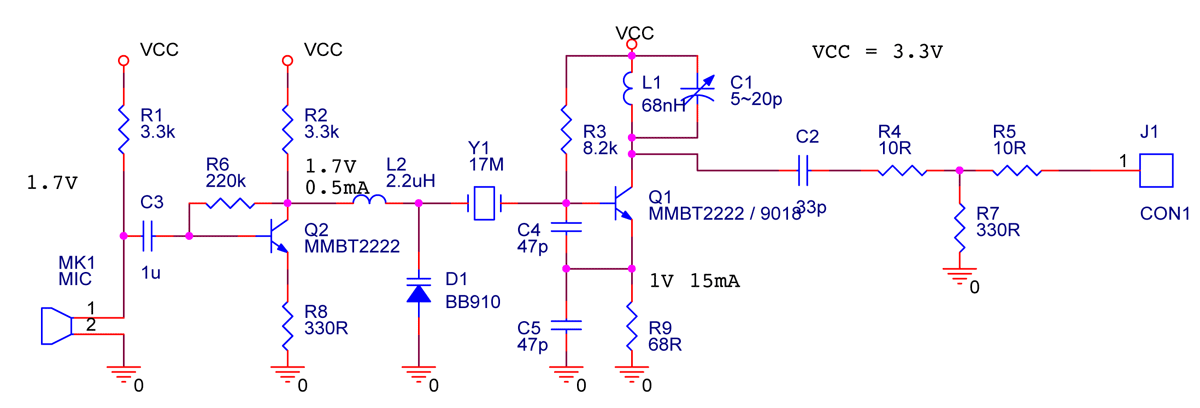 VCC
VCC
VCC
VCC = 3.3V
R1
3.3k
R2
3.3k
R3
8.2k
L1
68nH
C1
5~20p
1.7V
R6
220k
1.7V
0.5mA
L2
2.2uH
Y1
17M
C2
33p
R4
10R
R5
10R
J1
1
CON1
C3
1u
Q2
MMBT2222
C4
47p
Q1
MMBT2222 / 9018
R7
330R
0
MK1
MIC
1
2
R8
330R
D1
BB910
1V 15mA
C5
47p
R9
68R
0
0
0
0
0